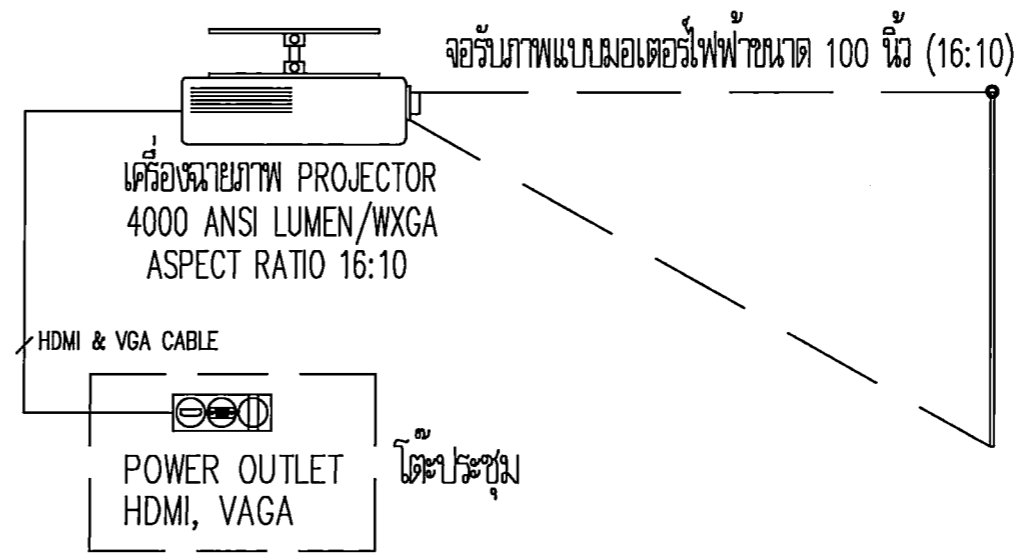 จอรับภาพแบบมอเตอร์ไฟฟ้าขนาด 100 นิ้ว (16:10)
เครื่องฉายภาพ PROJECTOR
4000 ANSI LUMEN/WXGA
ASPECT RATIO 16:10
HDMI & VGA CABLE
POWER OUTLET
HDMI, VAGA
โต๊ะประชุม